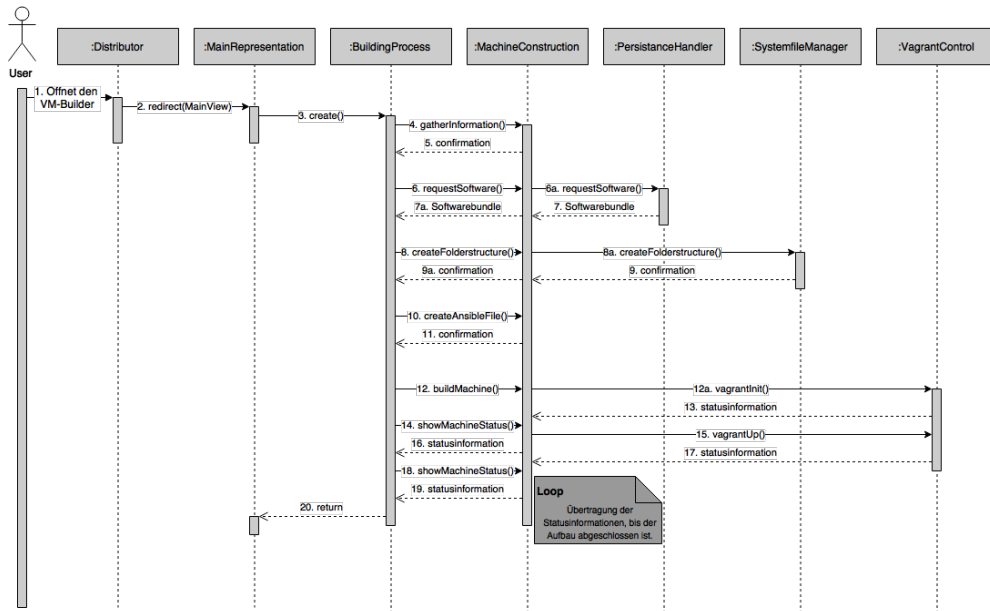 :Distributor
:MainRepresentation
:BuildingProcess
:MachineConstruction
:PersistanceHandler
:SystemfileManager
:VagrantControl
User
1. Öffnet den
VM-Builder
2. redirect(MainView)
3. create()
4. gatherInformation()
5. confirmation
6. requestSoftware()
6a. requestSoftware()
7a. Softwarebundle
7. Softwarebundle
8. createFolderstructure()
8a. createFolderstructure()
9a. confirmation
9. confirmation
10. createAnsibleFile()
11. confirmation
12. buildMachine()
12a. vagrantInit()
13. statusinformation
14. showMachineStatus()
15. vagrantUp()
16. statusinformation
17. statusinformation
18. showMachineStatus()
19. statusinformation
20. return
Loop
Übertragung der
Statusinformationen, bis der
Aufbau abgeschlossen ist.